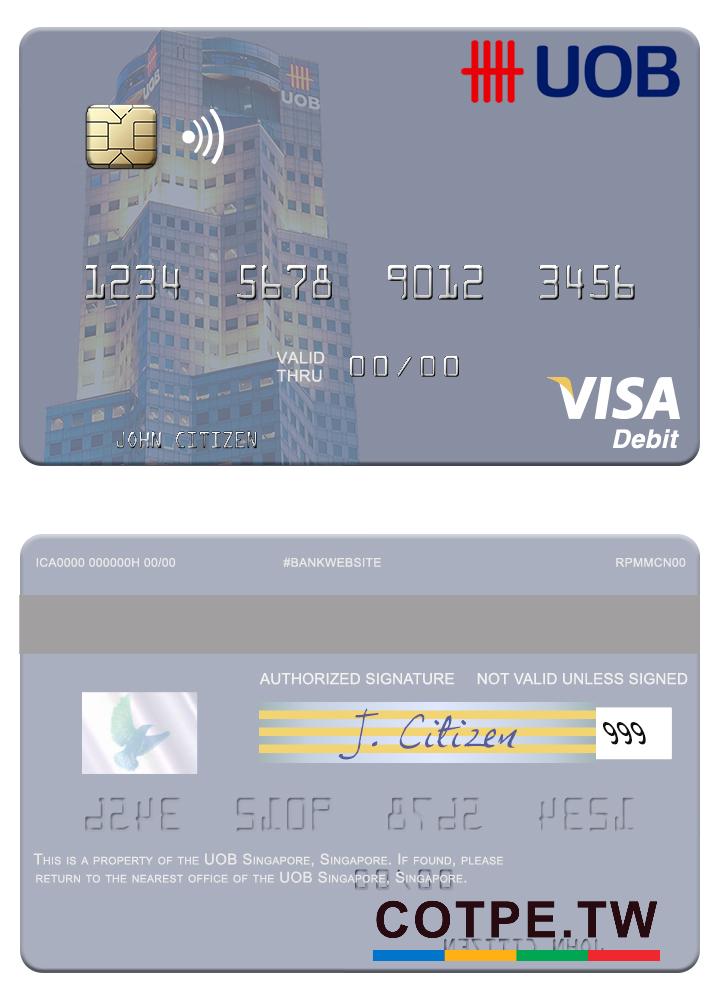 UOB
UOB
UOB
1234 5678 9012 3456
VALID THRU 00/00
VISA
Debit
JOHN CITIZEN
ICA0000 000000H 00/00 #BANKWEBSITE RPMMCN00
AUTHORIZED SIGNATURE NOT VALID UNLESS SIGNED
J. Citizen 999
THIS IS A PROPERTY OF THE UOB SINGAPORE, SINGAPORE. IF FOUND, PLEASE
RETURN TO THE NEAREST OFFICE OF THE UOB SINGAPORE, SINGAPORE.
COTPE.TW